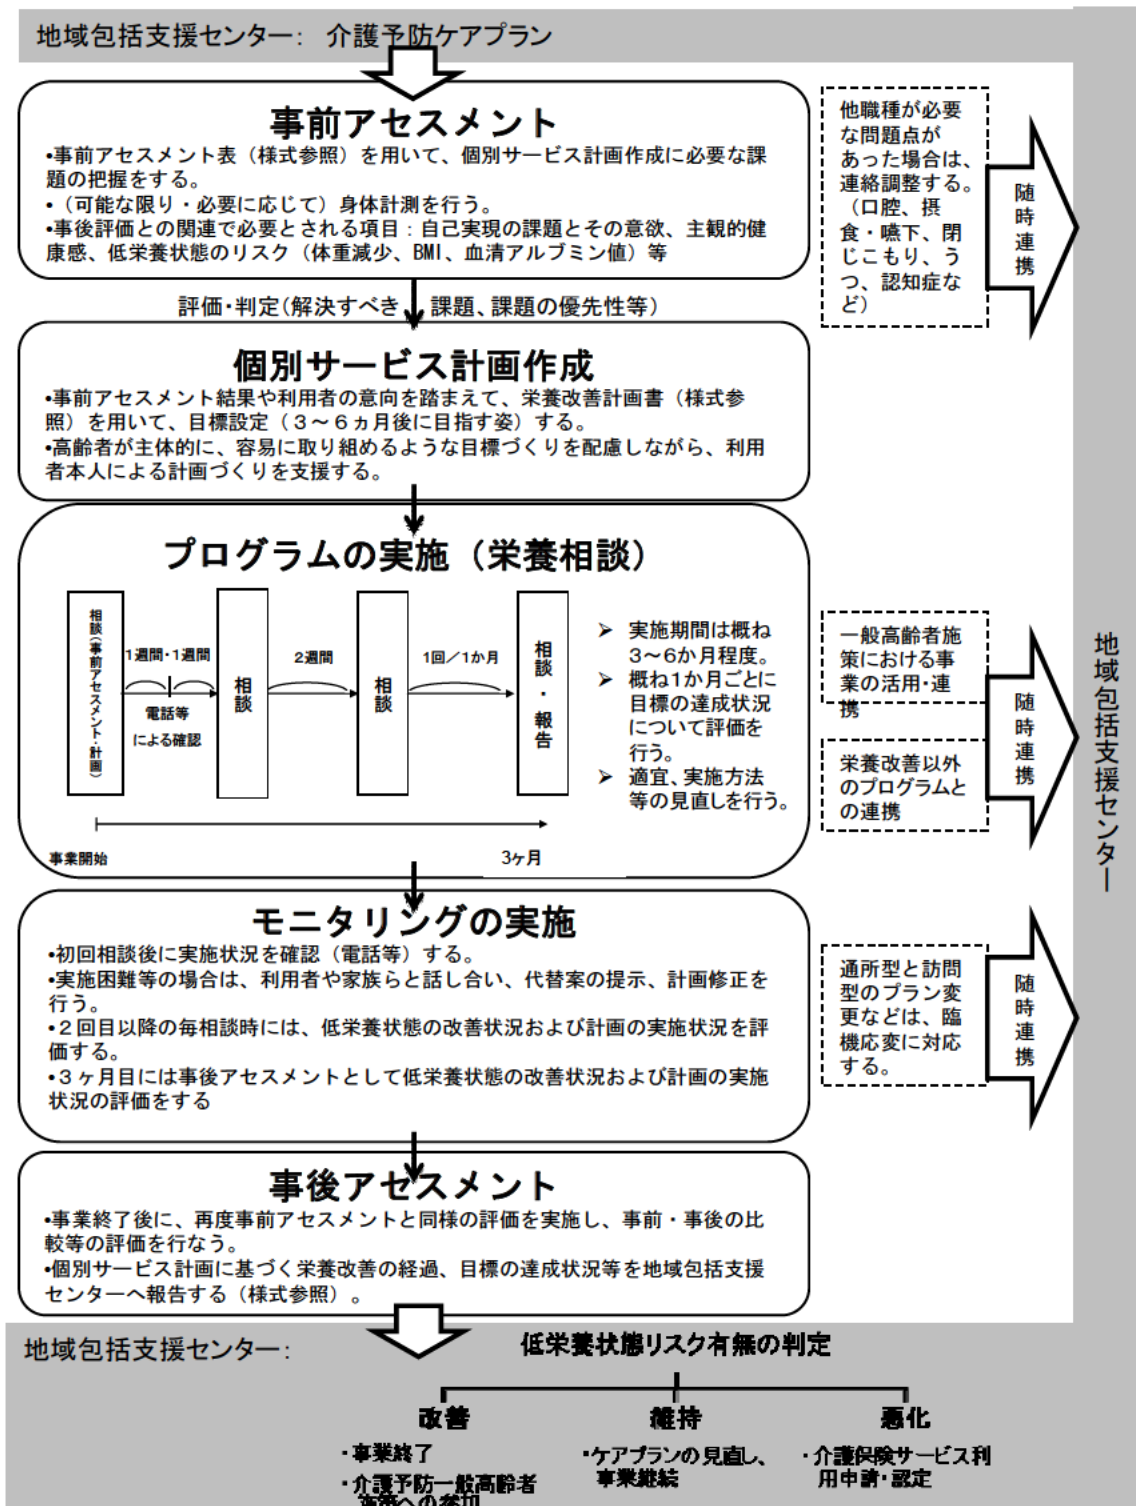 地域包括支援センター： 介護予防ケアプラン
事前アセスメント
•事前アセスメント表（様式参照）を用いて、個別サービス計画作成に必要な課
題の把握をする。
•（可能な限り・必要に応じて）身体計測を行う。
•事後評価との関連で必要とされる項目：自己実現の課題とその意欲、主観的健
康感、低栄養状態のリスク（体重減少、BMI、血清アルブミン値）等
他職種が必要
な問題点が
あった場合は、
連絡調整する。
（口腔、摂
食・嚥下、閉
じこもり、う
つ、認知症な
ど）
随時連携
評価・判定（解決すべき 課題、課題の優先性等）
個別サービス計画作成
•事前アセスメント結果や利用者の意向を踏まえて、栄養改善計画書（様式参
照）を用いて、目標設定（３～６ヵ月後に目指す姿）する。
•高齢者が主体的に、容易に取り組めるような目標づくりを配慮しながら、利用
者本人による計画づくりを支援する。
プログラムの実施（栄養相談）
相談（事前アセスメント・計画）
1週間・1週間
電話等
による確認
相談
2週間
相談
1回／1か月
相談・報告
➢ 実施期間は概ね
3～6か月程度。
➢ 概ね1か月ごとに
目標の達成状況
について評価を
行う。
➢ 適宜、実施方法
等の見直しを行う。
事業開始
3ヶ月
一般高齢者施
策における事
業の活用・連
携
栄養改善以外
のプログラムと
の連携
随時連携
地域包括支援センター
モニタリングの実施
•初回相談後に実施状況を確認（電話等）する。
•実施困難等の場合は、利用者や家族らと話し合い、代替案の提示、計画修正を
行う。
•２回目以降の毎相談時には、低栄養状態の改善状況および計画の実施状況を評
価する。
•３ヶ月目には事後アセスメントとして低栄養状態の改善状況および計画の実施
状況の評価をする
通所型と訪問
型のプラン変
更などは、臨
機応変に対応
する。
随時連携
事後アセスメント
•事業終了後に、再度事前アセスメントと同様の評価を実施し、事前・事後の比
較等の評価を行なう。
•個別サービス計画に基づく栄養改善の経過、目標の達成状況等を地域包括支援
センターへ報告する（様式参照）。
地域包括支援センター：
低栄養状態リスク有無の判定
改善
・事業終了
・介護予防一般高齢者
施策への参加
維持
・ケアプランの見直し、
事業継続
悪化
・介護保険サービス利
用申請・認定